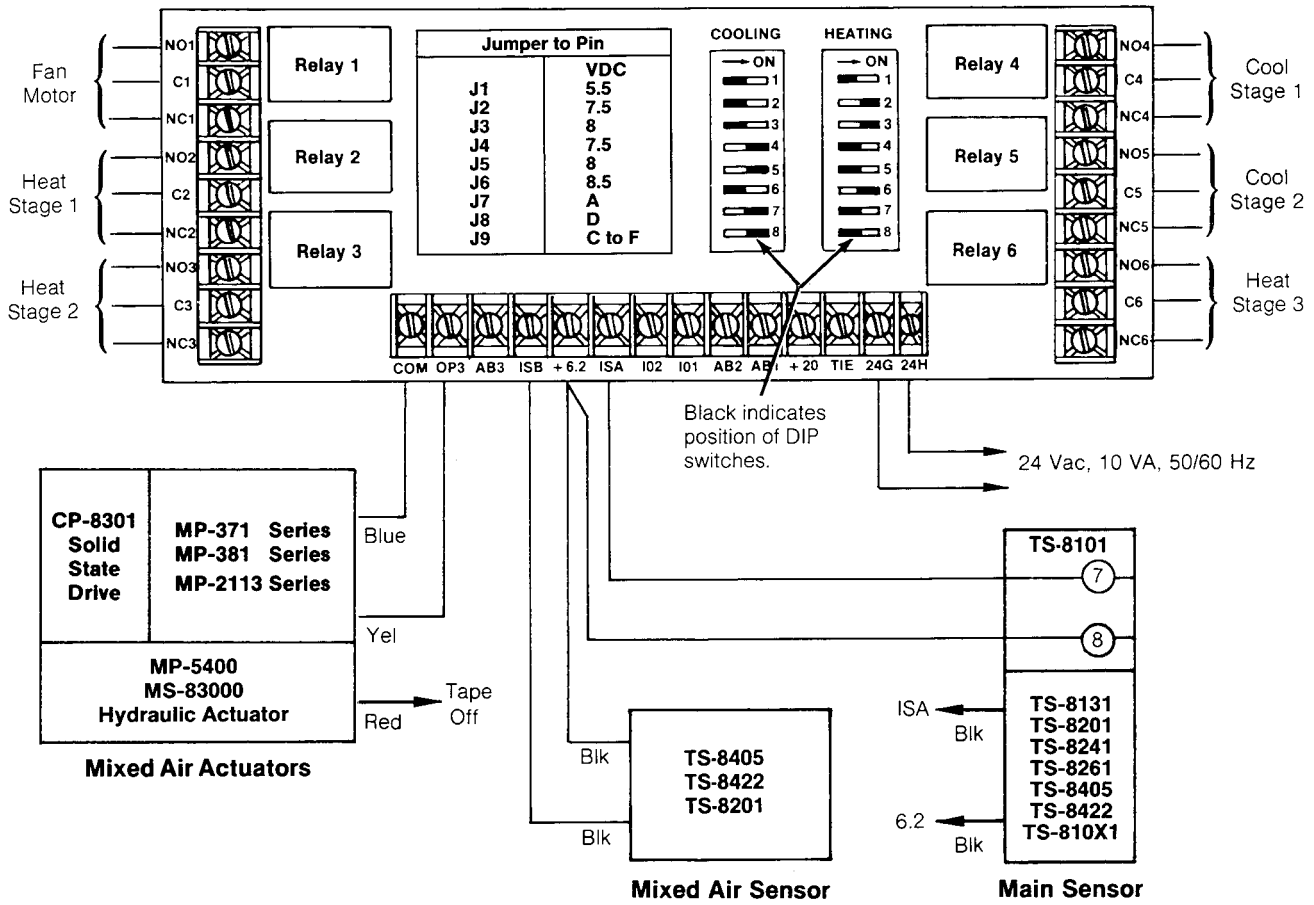 NO1
C1
NC1
NO2
C2
NC2
NO3
C3
NC3
Fan
Motor
Heat
Stage 1
Heat
Stage 2
Relay 1
Relay 2
Relay 3
Jumper to Pin
VDC
J1 5.5
J2 7.5
J3 8
J4 7.5
J5 8
J6 8.5
J7 A
J8 D
J9 C to F
COOLING
ON
1
2
3
4
5
6
7
8
HEATING
ON
1
2
3
4
5
6
7
8
Relay 4
Relay 5
Relay 6
NO4
C4
NC4
NO5
C5
NC5
NO6
C6
NC6
Cool
Stage 1
Cool
Stage 2
Heat
Stage 3
COM OP3 AB3 ISB +6.2 ISA I02 I01 AB2 AB1 +20 TIE 24G 24H
Black indicates
position of DIP
switches.
24 Vac, 10 VA, 50/60 Hz
CP-8301
Solid
State
Drive
MP-371 Series
MP-381 Series
MP-2113 Series
Blue
Yel
MP-5400
MS-83000
Hydraulic Actuator
Red
Tape
Off
Mixed Air Actuators
Blk
Blk
TS-8405
TS-8422
TS-8201
Mixed Air Sensor
TS-8101
7
8
ISA
Blk
6.2
Blk
TS-8131
TS-8201
TS-8241
TS-8261
TS-8405
TS-8422
TS-810X1
Main Sensor